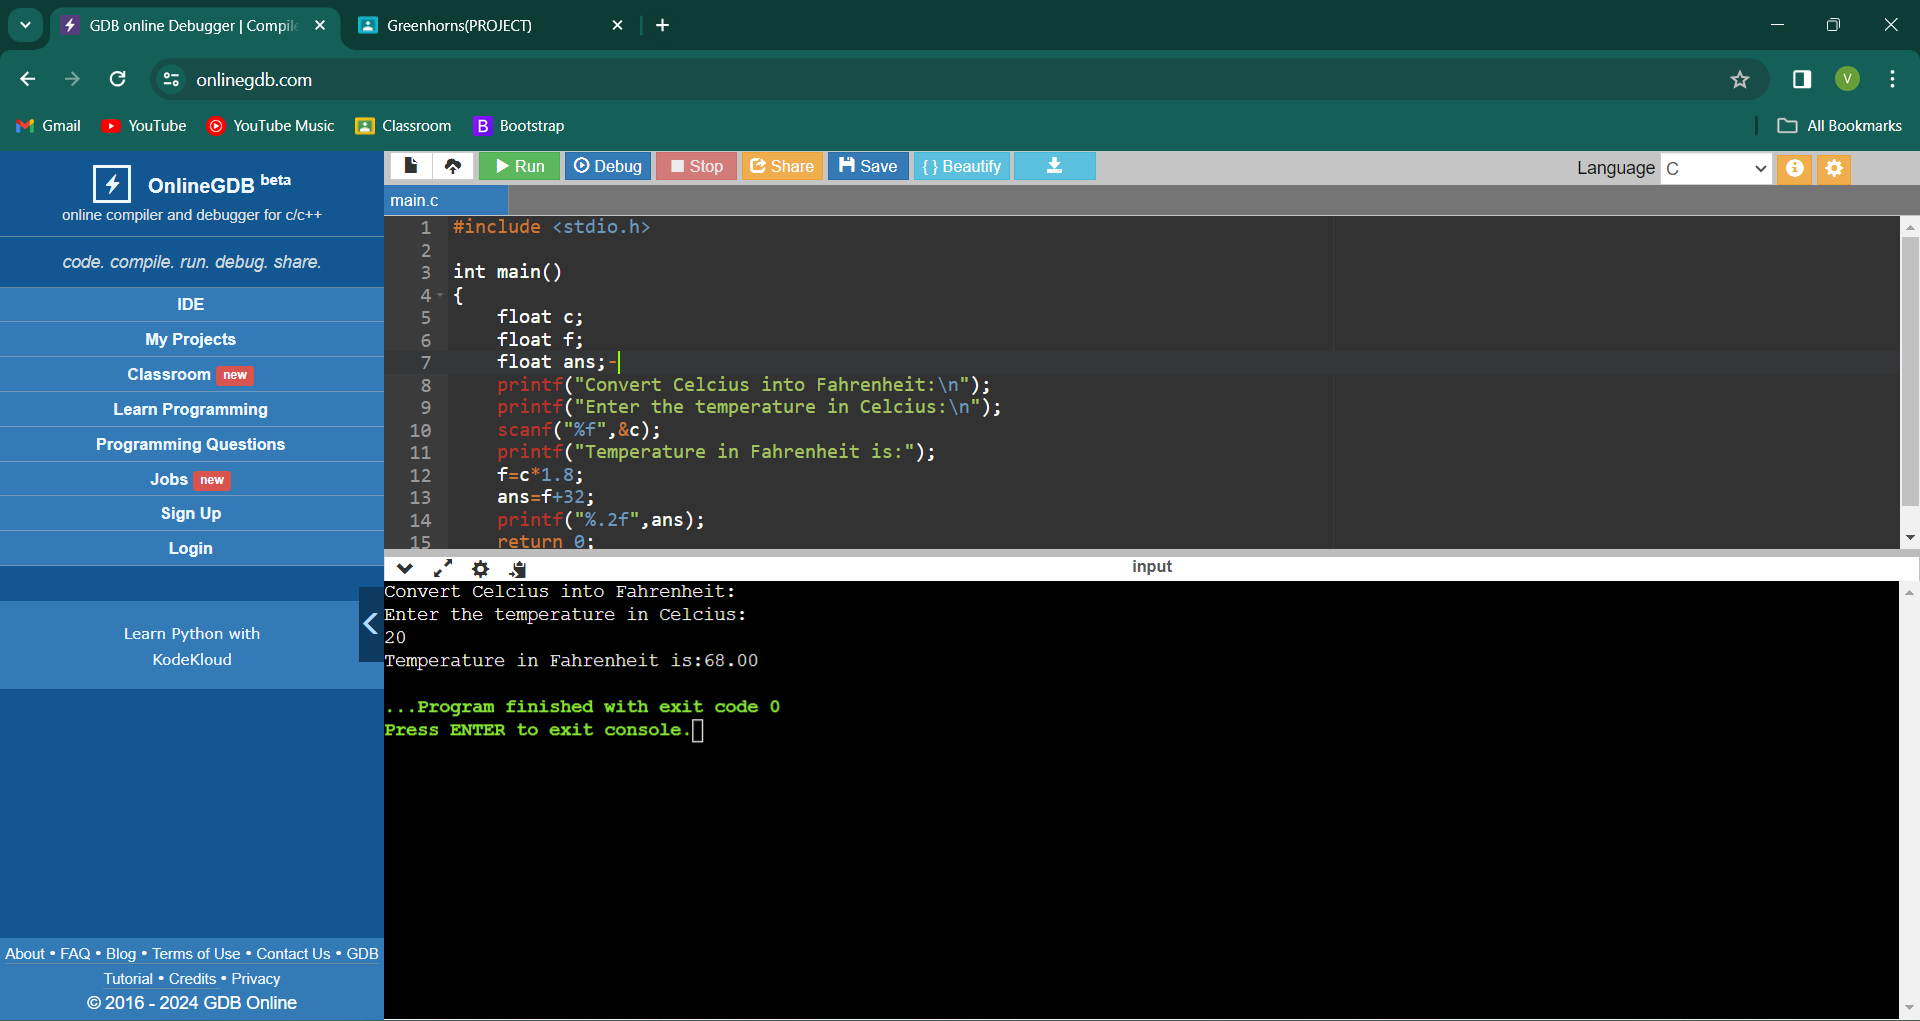 GDB online Debugger | Compile
Greenhorns(PROJECT)
onlinegdb.com
V
Gmail
YouTube
YouTube Music
Classroom
B Bootstrap
All Bookmarks
OnlineGDB beta
online compiler and debugger for c/c++
code. compile. run. debug. share.
IDE
My Projects
Classroom new
Learn Programming
Programming Questions
Jobs new
Sign Up
Login
Learn Python with
KodeKloud
About • FAQ • Blog • Terms of Use • Contact Us • GDB
Tutorial • Credits • Privacy
© 2016 - 2024 GDB Online
Run
Debug
Stop
Share
Save
{ } Beautify
Language C
main.c
1 #include <stdio.h>
2
3 int main()
4 {
5 float c;
6 float f;
7 float ans;-
8 printf("Convert Celcius into Fahrenheit:\n");
9 printf("Enter the temperature in Celcius:\n");
10 scanf("%f",&c);
11 printf("Temperature in Fahrenheit is:");
12 f=c*1.8;
13 ans=f+32;
14 printf("%.2f",ans);
15 return 0;
input
Convert Celcius into Fahrenheit:
Enter the temperature in Celcius:
20
Temperature in Fahrenheit is:68.00
...Program finished with exit code 0
Press ENTER to exit console.